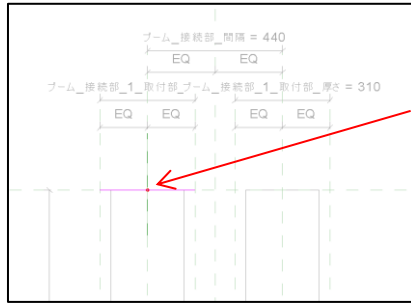 ブーム_接続部_間隔 = 440
EQ EQ
ブーム_接続部_1_取付部_ブーム_接続部_1_取付部_厚さ = 310
EQ EQ EQ EQ